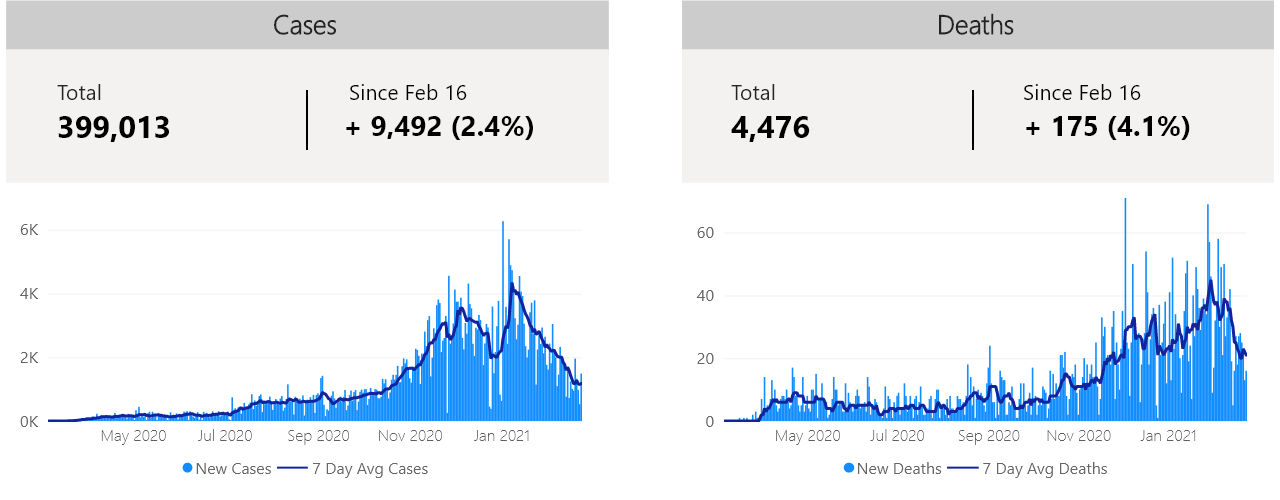 Cases
Total
399,013
Since Feb 16
+ 9,492 (2.4%)
6K
4K
2K
0K
May 2020 Jul 2020 Sep 2020 Nov 2020 Jan 2021
New Cases 7 Day Avg Cases
Deaths
Total
4,476
Since Feb 16
+ 175 (4.1%)
60
40
20
0
May 2020 Jul 2020 Sep 2020 Nov 2020 Jan 2021
New Deaths 7 Day Avg Deaths